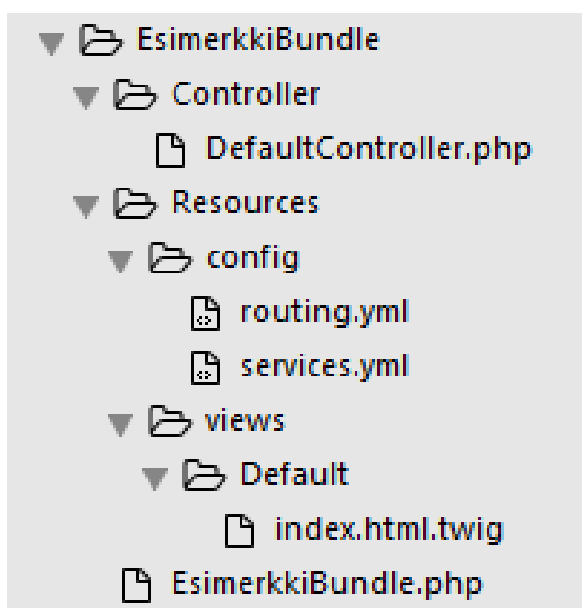 EsimerkkiBundle
Controller
DefaultController.php
Resources
config
routing.yml
services.yml
views
Default
index.html.twig
EsimerkkiBundle.php